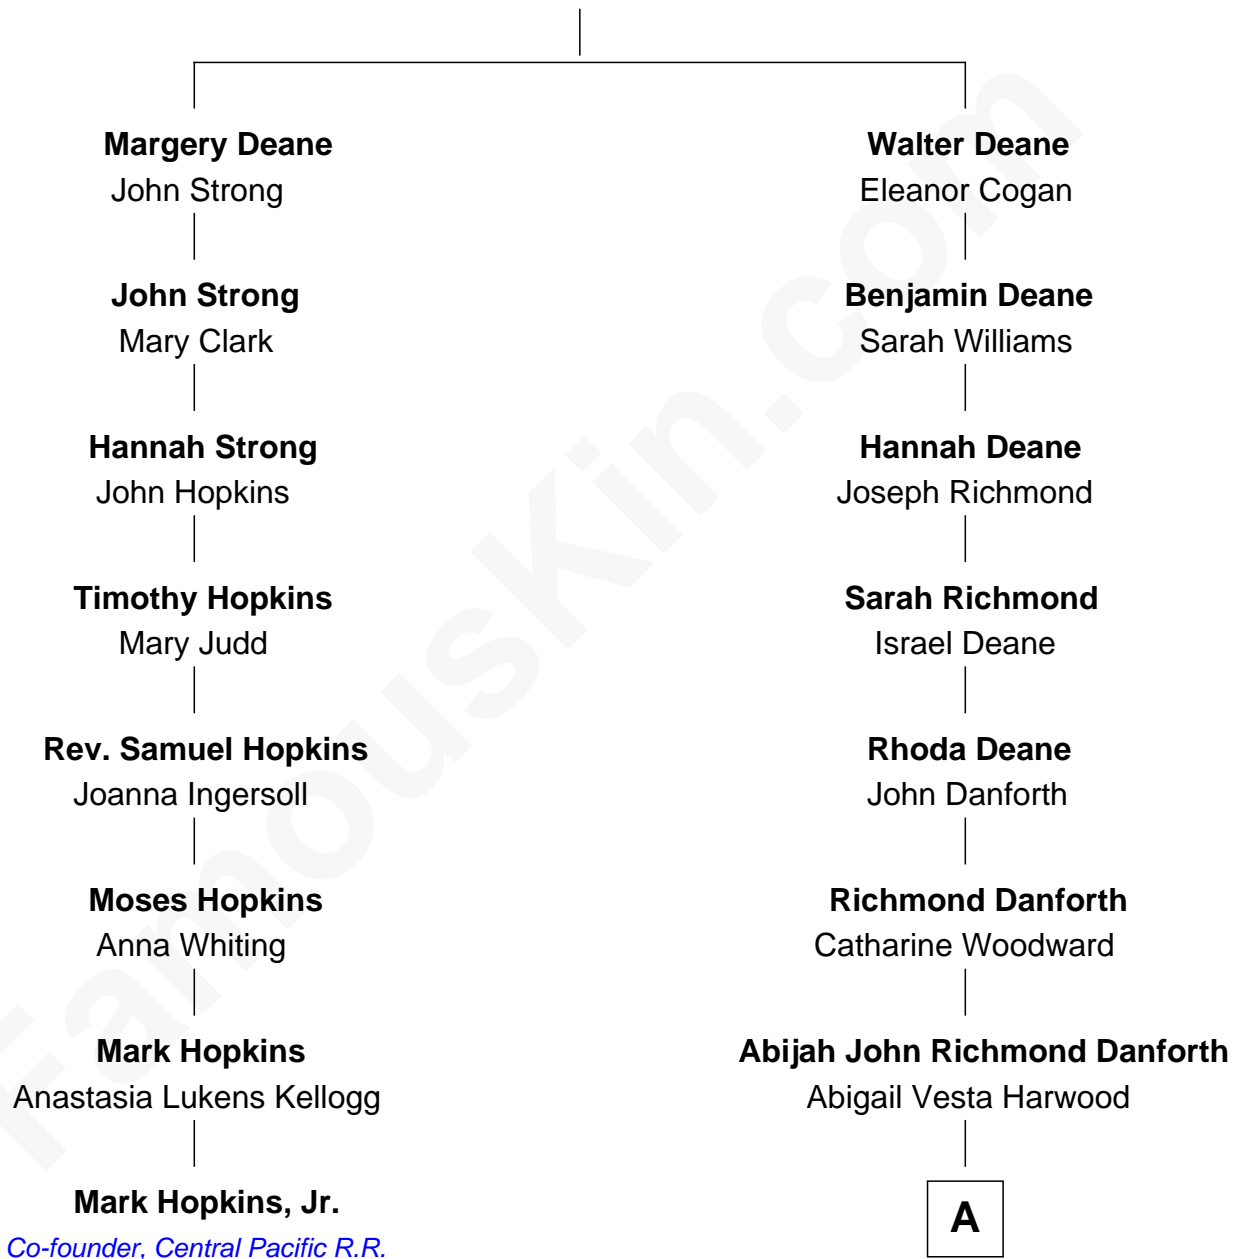 Margery Deane
John Strong
John Strong
Mary Clark
Hannah Strong
John Hopkins
Timothy Hopkins
Mary Judd
Rev. Samuel Hopkins
Joanna Ingersoll
Moses Hopkins
Anna Whiting
Mark Hopkins
Anastasia Lukens Kellogg
Mark Hopkins, Jr.
Co-founder, Central Pacific R.R.
Walter Deane
Eleanor Cogan
Benjamin Deane
Sarah Williams
Hannah Deane
Joseph Richmond
Sarah Richmond
Israel Deane
Rhoda Deane
John Danforth
Richmond Danforth
Catharine Woodward
Abijah John Richmond Danforth
Abigail Vesta Harwood
A
FamousKin.com